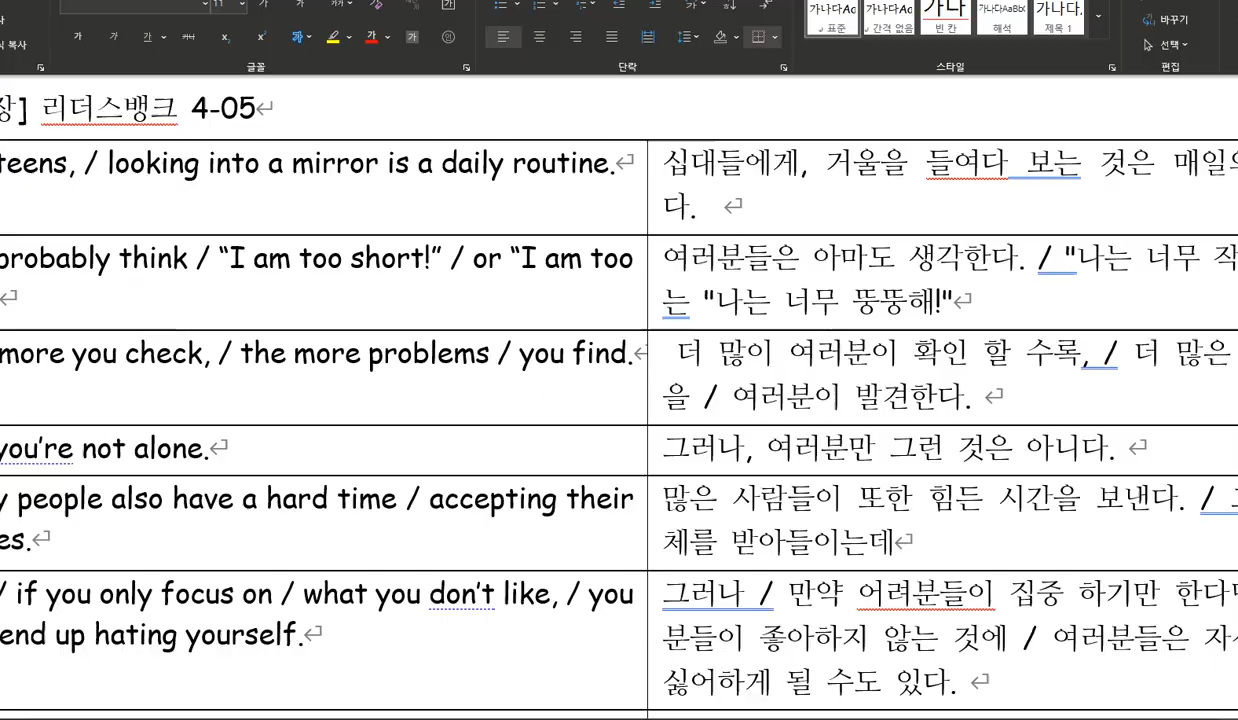 11
가나다Aa
가나다Aa
가나
가나다AaBb(
가나다.
바꾸기
표준
간격 없음
빈 칸
해석
제목 1
선택
복사
가
글꼴
단락
스타일
편집
장] 리더스뱅크 4-05
teens, / looking into a mirror is a daily routine.
십대들에게, 거울을 들여다 보는 것은 매일의
다.
probably think / “I am too short!” / or “I am too
여러분들은 아마도 생각한다. / "나는 너무 작
는 "나는 너무 뚱뚱해!"
more you check, / the more problems / you find.
더 많이 여러분이 확인 할 수록, / 더 많은
을 / 여러분이 발견한다.
you’re not alone.
그러나, 여러분만 그런 것은 아니다.
y people also have a hard time / accepting their
es.
많은 사람들이 또한 힘든 시간을 보낸다. /
체를 받아들이는데
/ if you only focus on / what you don’t like, / you
end up hating yourself.
그러나 / 만약 어려분들이 집중 하기만 한다면
분들이 좋아하지 않는 것에 / 여러분들은 자신
싫어하게 될 수도 있다.